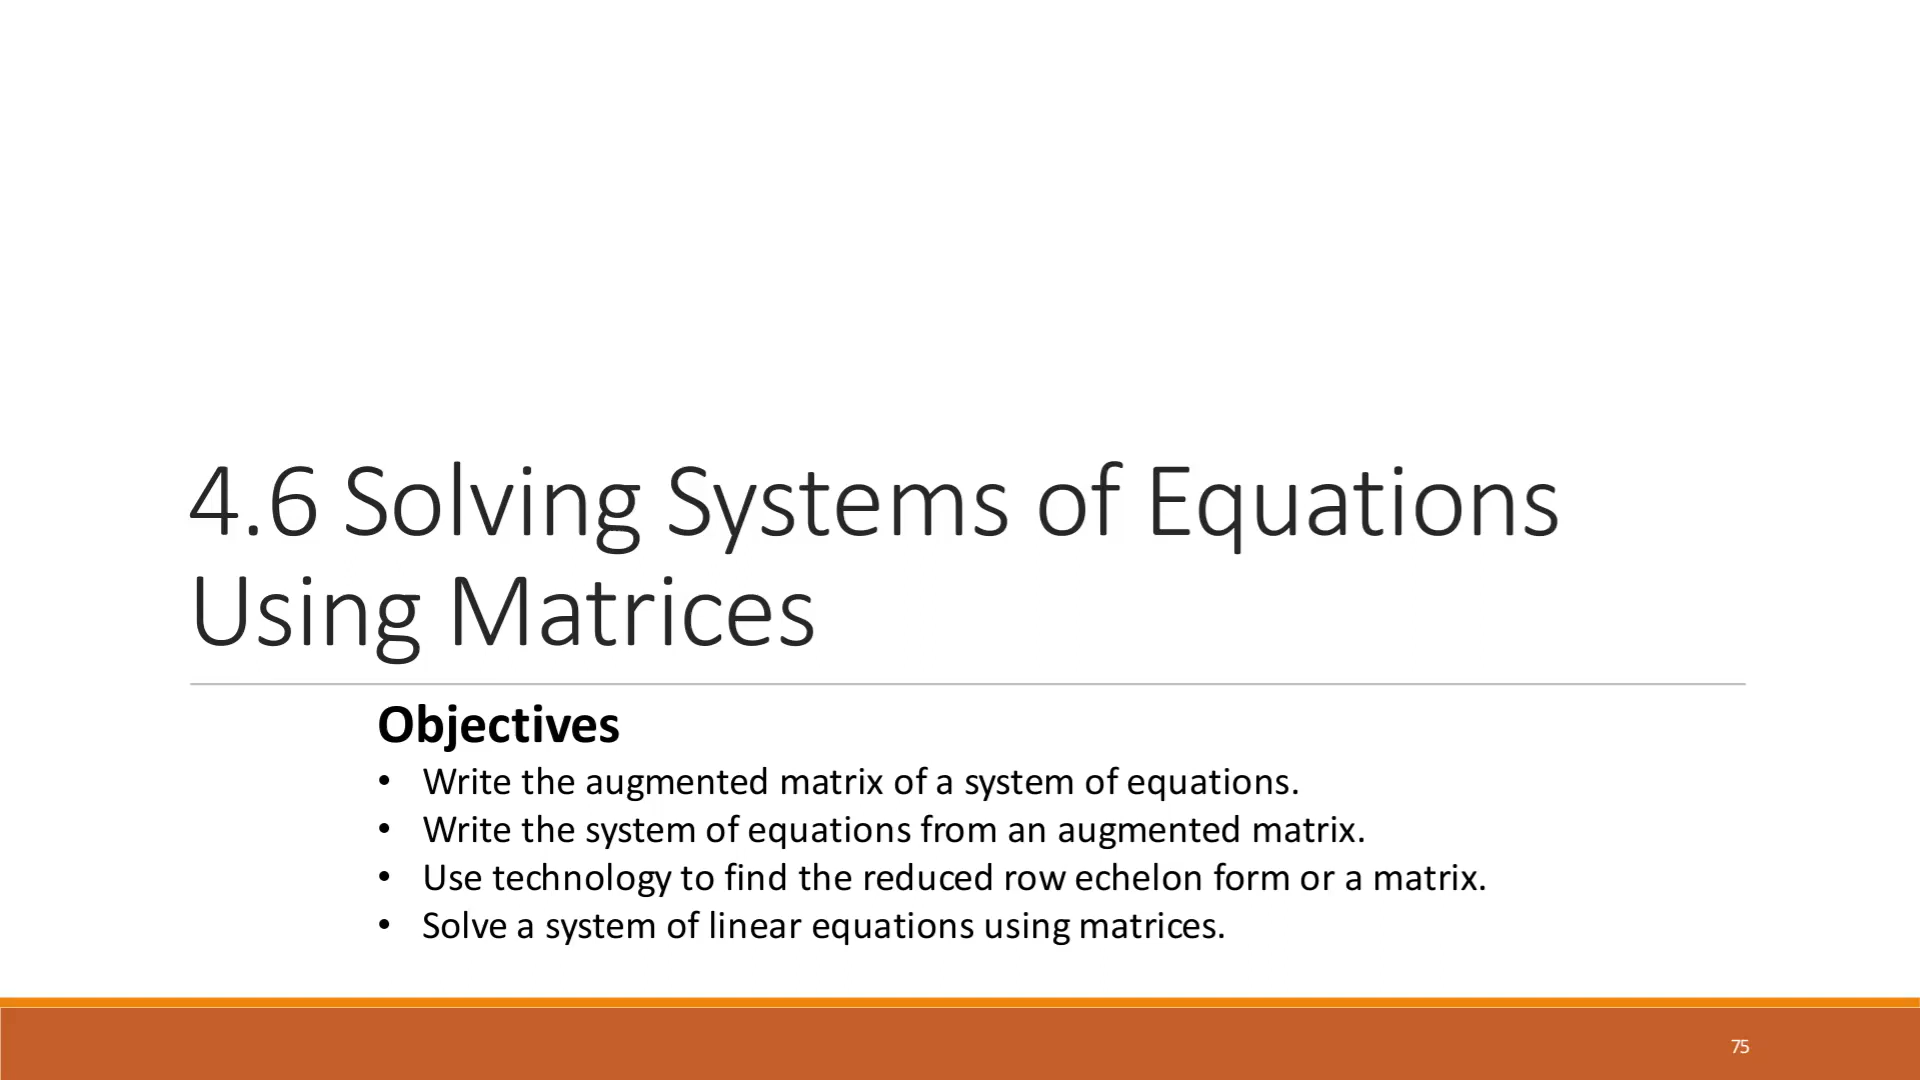 4.6 Solving Systems of Equations
Using Matrices
Objectives
• Write the augmented matrix of a system of equations.
• Write the system of equations from an augmented matrix.
• Use technology to find the reduced row echelon form or a matrix.
• Solve a system of linear equations using matrices.
75